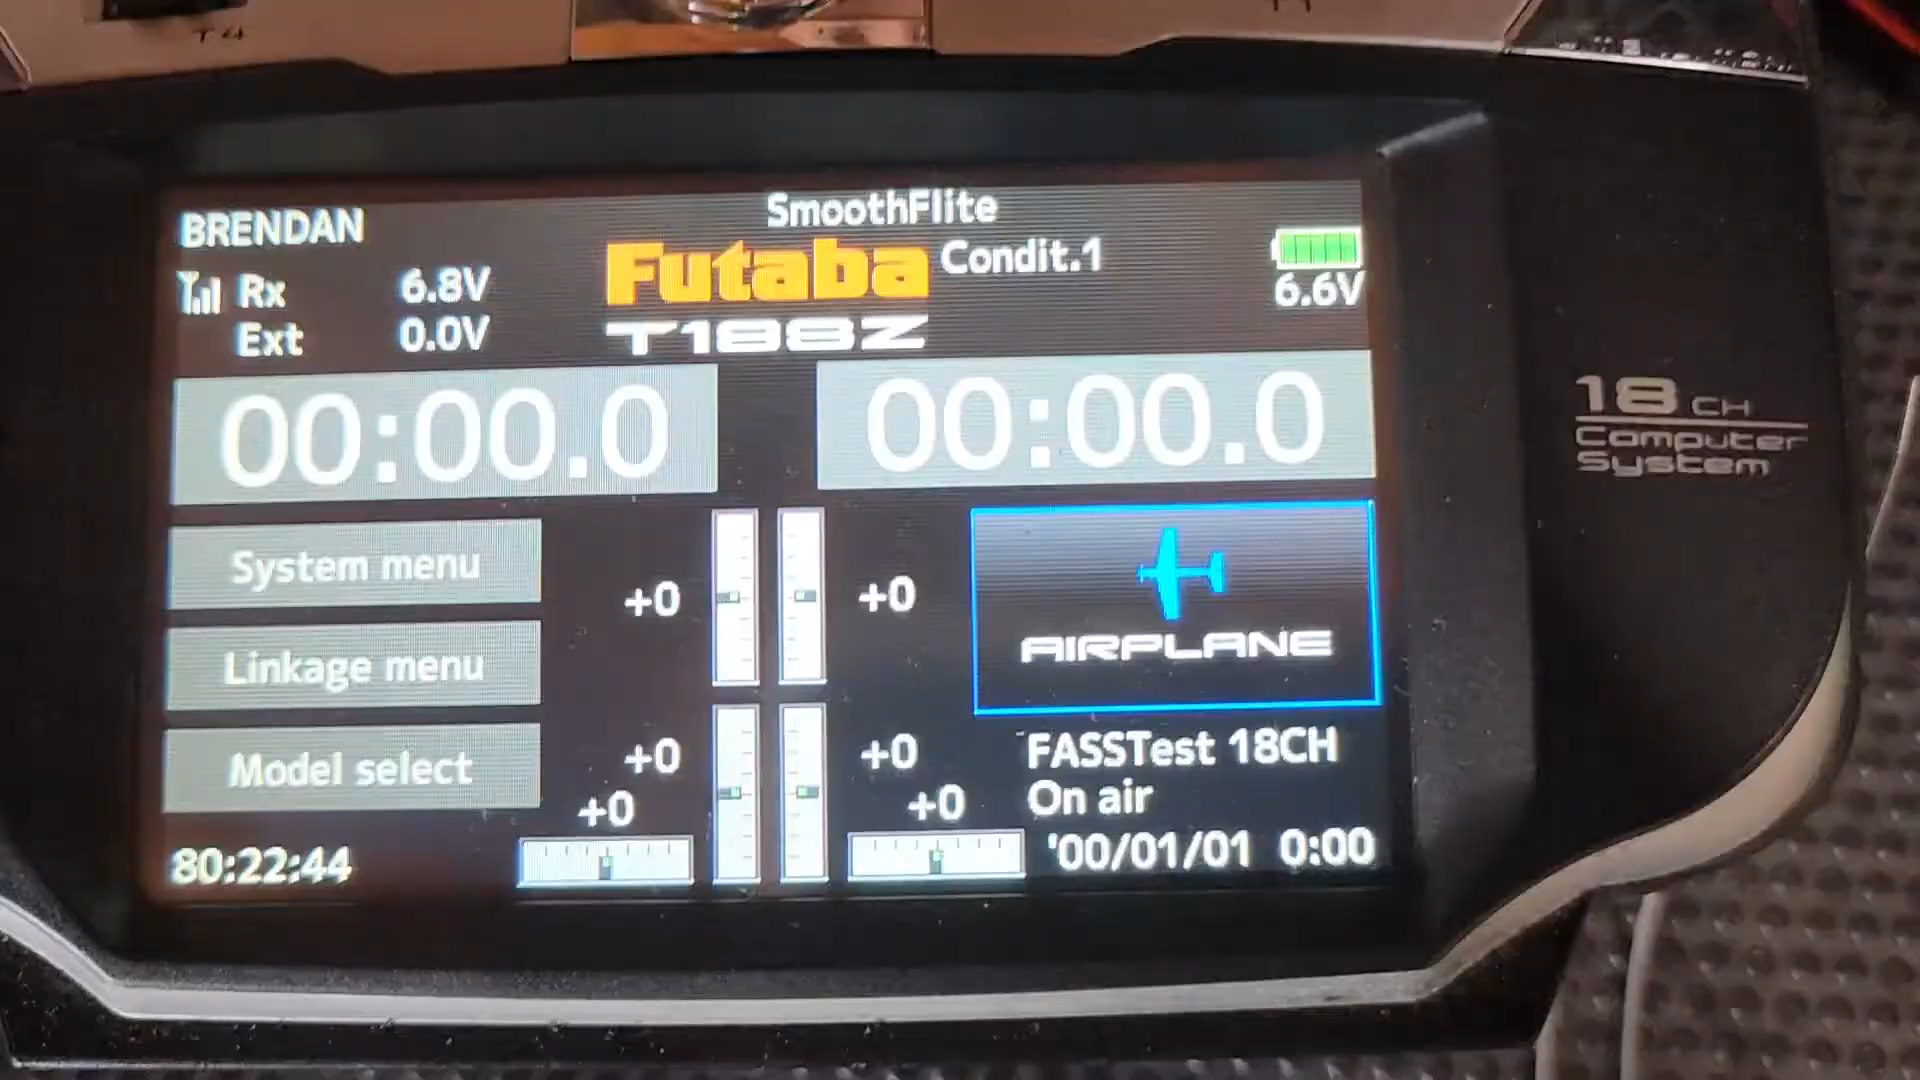 T4
BRENDAN
SmoothFlite
Futaba
Condit.1
Rx 6.8V
6.6V
Ext 0.0V
T18SZ
00:00.0
00:00.0
18 CH
Computer
System
System menu
+0
+0
AIRPLANE
Linkage menu
Model select
+0
+0
FASSTest 18CH
+0
+0
On air
80:22:44
'00/01/01 0:00